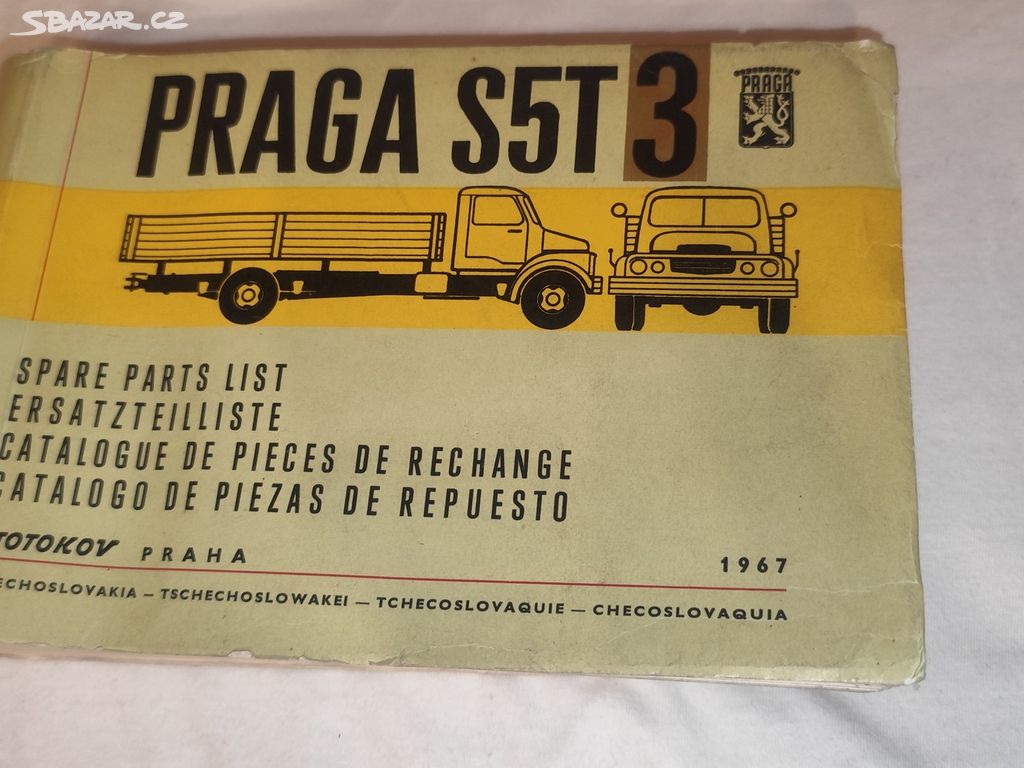 SBAZAR.CZ
PRAGA S5T 3
PRAGA
SPARE PARTS LIST
ERSATZTEILLISTE
CATALOGUE DE PIECES DE RECHANGE
CATALOGO DE PIEZAS DE REPUESTO
TOTOKOV PRAHA
1967
ECHOSLOVAKIA — TSCHECHOSLOWAKEI — TCHECOSLOVAQUIE — CHECOSLOVAQUIA